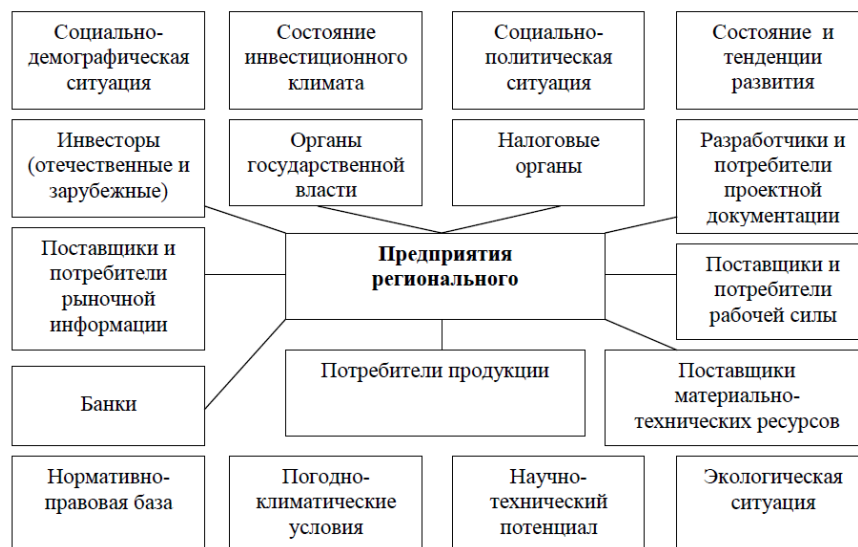 Социально-
демографическая
ситуация
Состояние
инвестиционного
климата
Социально-
политическая
ситуация
Состояние и
тенденции
развития
Инвесторы
(отечественные и
зарубежные)
Органы
государственной
власти
Налоговые
органы
Разработчики и
потребители
проектной
документации
Поставщики и
потребители
рыночной
информации
Предприятия
регионального
Поставщики и
потребители
рабочей силы
Банки
Потребители продукции
Поставщики
материально-
технических ресурсов
Нормативно-
правовая база
Погодно-
климатические
условия
Научно-
технический
потенциал
Экологическая
ситуация